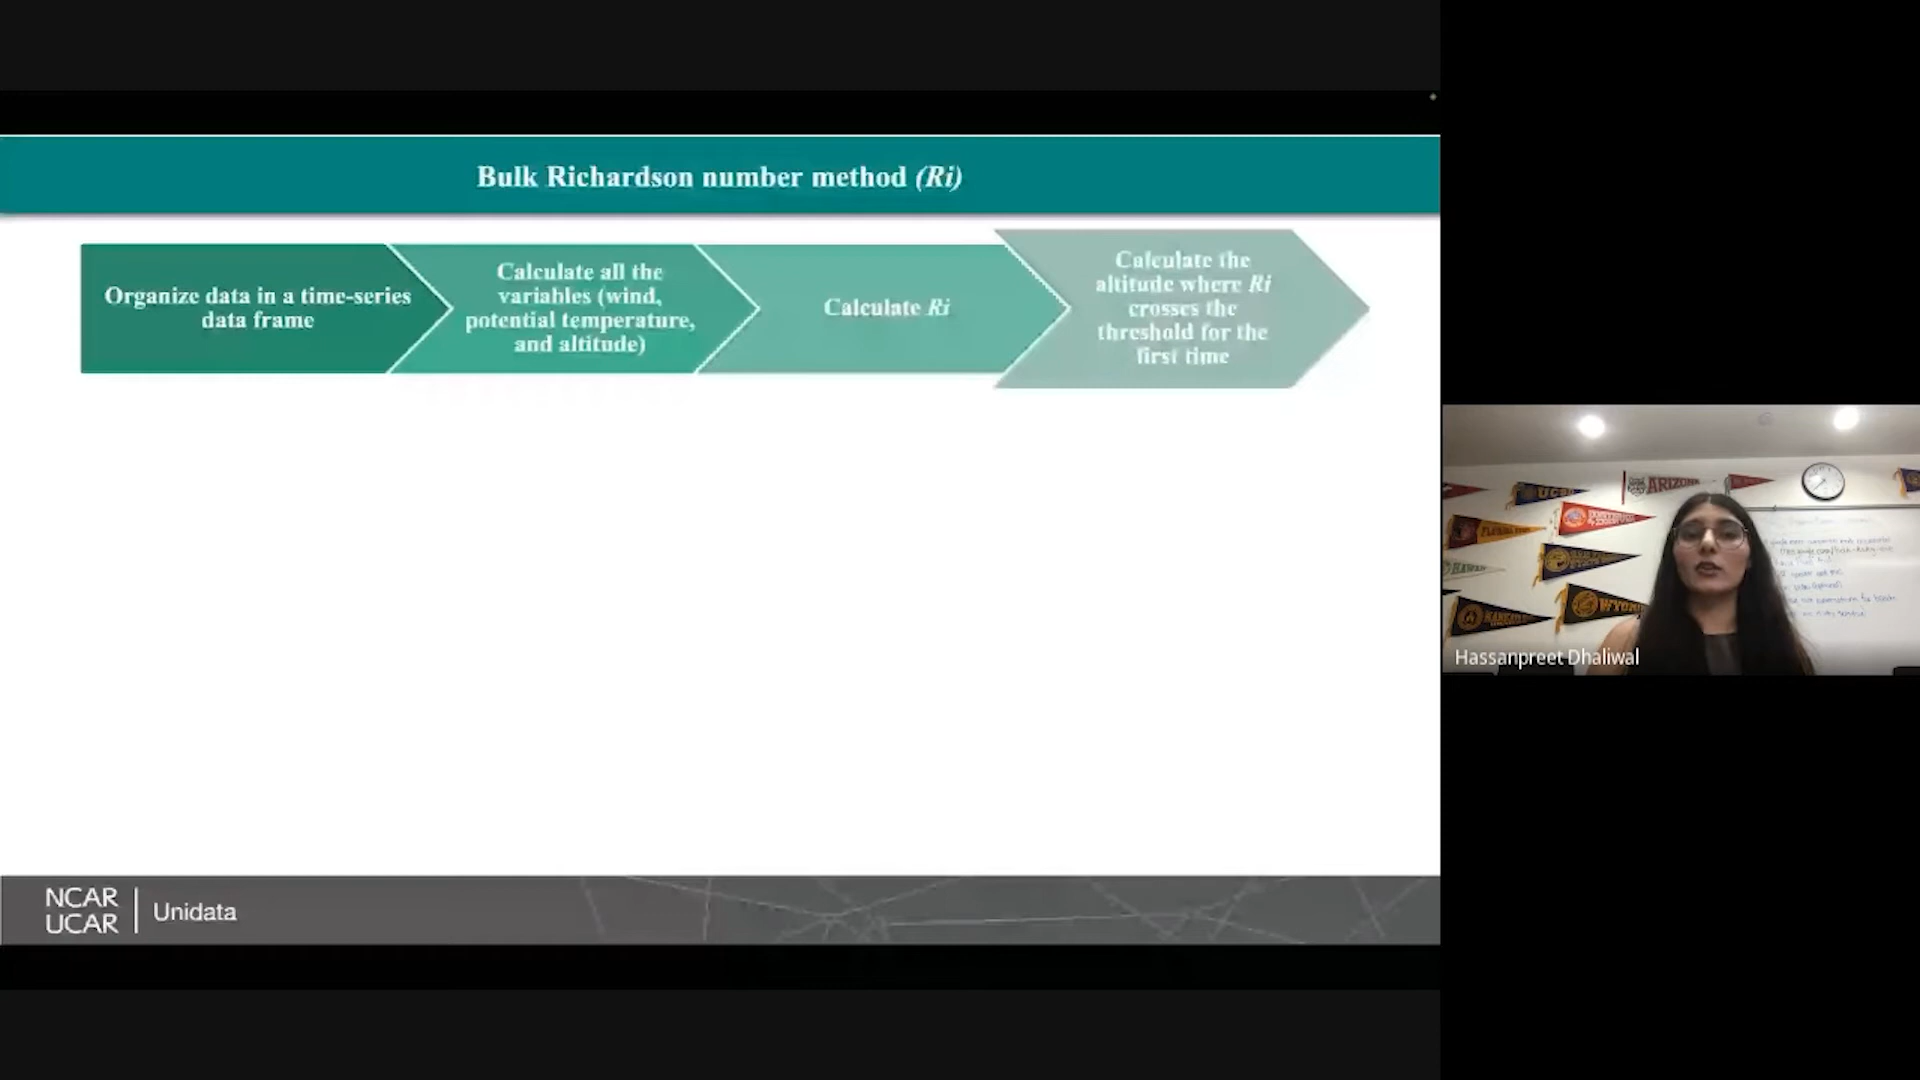 Bulk Richardson number method (Ri)
Organize data in a time-series
data frame
Calculate all the
variables (wind,
potential temperature,
and altitude)
Calculate Ri
Calculate the
altitude where Ri
crosses the
threshold for the
first time
NCAR
UCAR
Unidata
ARIZONA
HAWAII
WYOMI
Hassanpreet Dhaliwal